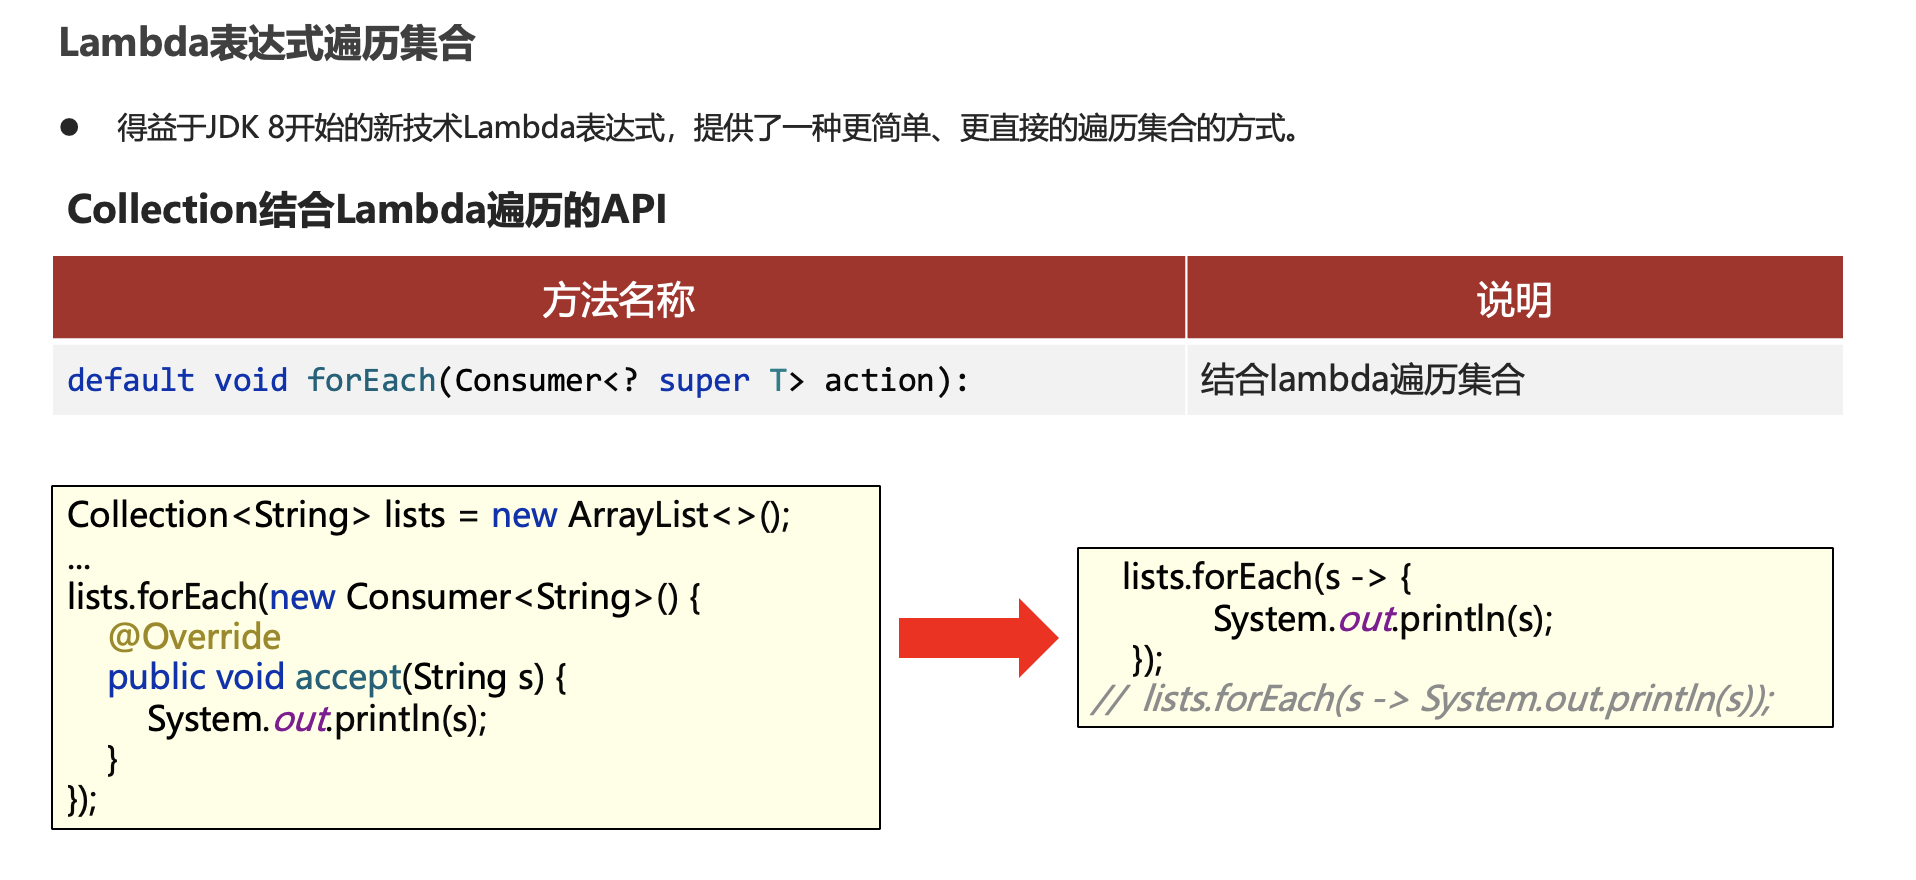 Lambda表达式遍历集合
● 得益于JDK 8开始的新技术Lambda表达式，提供了一种更简单、更直接的遍历集合的方式。
Collection结合Lambda遍历的API
方法名称 说明
default void forEach(Consumer<? super T> action): 结合lambda遍历集合
Collection<String> lists = new ArrayList<>();
...
lists.forEach(new Consumer<String>() {
@Override
public void accept(String s) {
System.out.println(s);
}
});
lists.forEach(s -> {
System.out.println(s);
});
// lists.forEach(s -> System.out.println(s));